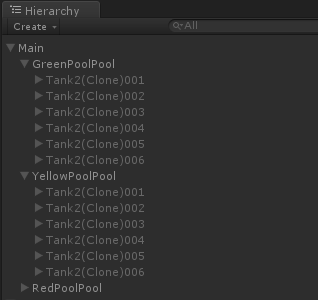 Hierarchy
Create All
Main
GreenPoolPool
Tank2(Clone)001
Tank2(Clone)002
Tank2(Clone)003
Tank2(Clone)004
Tank2(Clone)005
Tank2(Clone)006
YellowPoolPool
Tank2(Clone)001
Tank2(Clone)002
Tank2(Clone)003
Tank2(Clone)004
Tank2(Clone)005
Tank2(Clone)006
RedPoolPool